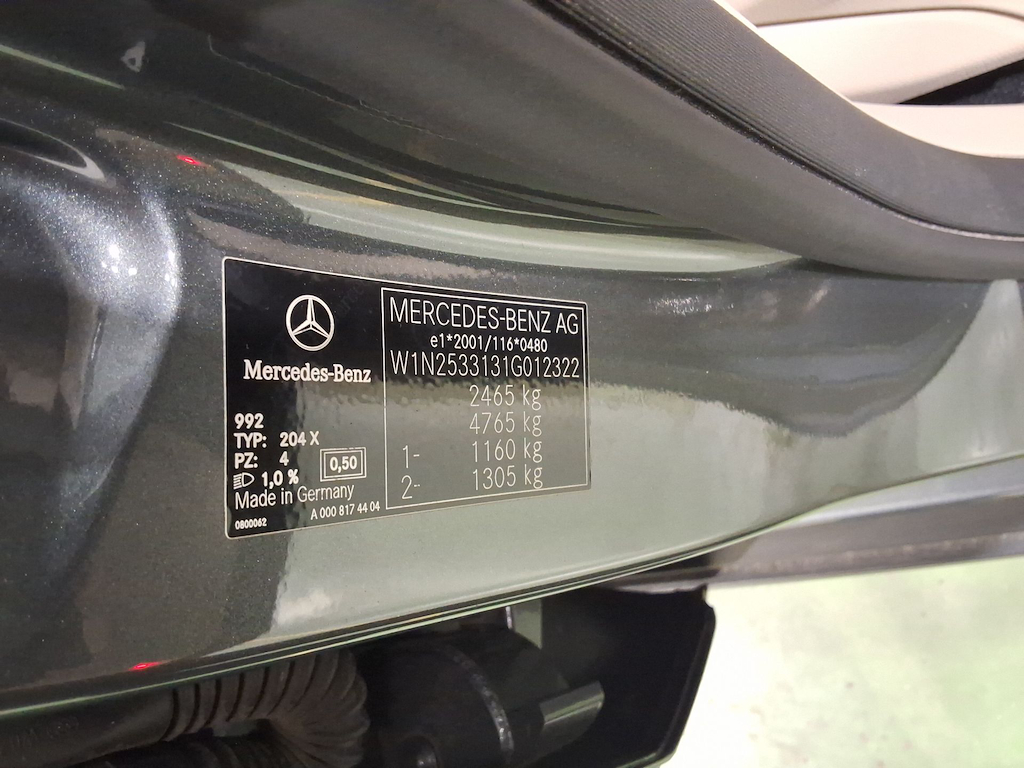 Mercedes-Benz
992
TYP: 204 X
PZ: 4
0,50
1,0 %
Made in Germany
0800062
A 000 817 44 04
MERCEDES-BENZ AG
e1*2001/116*0480
W1N2533131G012322
2465 kg
4765 kg
1- 1160 kg
2- 1305 kg